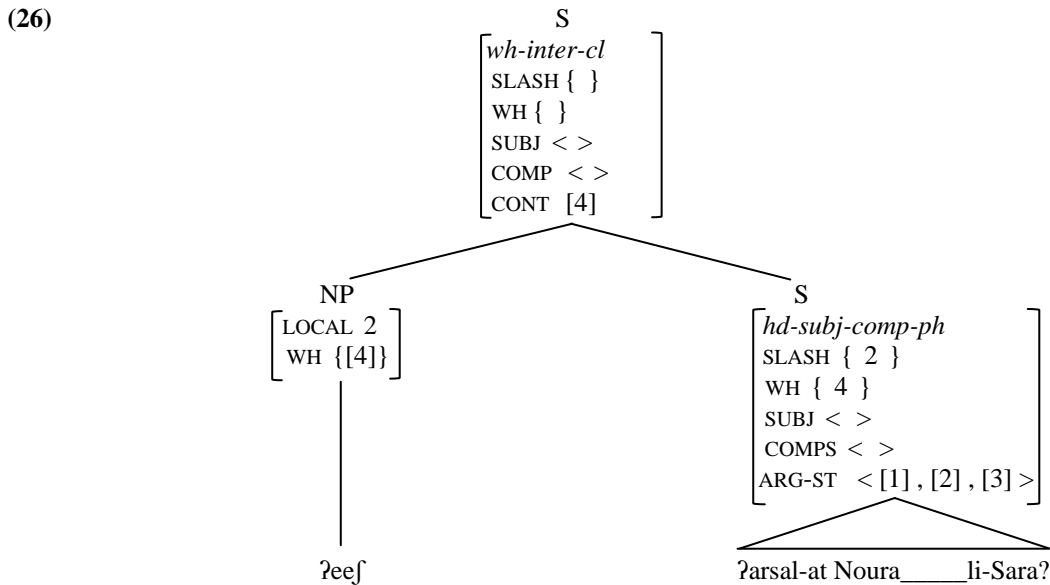 (26) S
wh-inter-cl
SLASH { }
WH { }
SUBJ < >
COMP < >
CONT [4]
NP S
LOCAL 2 hd-subj-comp-ph
WH {[4]} SLASH { 2 }
WH { 4 }
SUBJ < >
COMPS < >
ARG-ST < [1] , [2] , [3] >
ʔeeʃ ʔarsal-at Noura_____li-Sara?